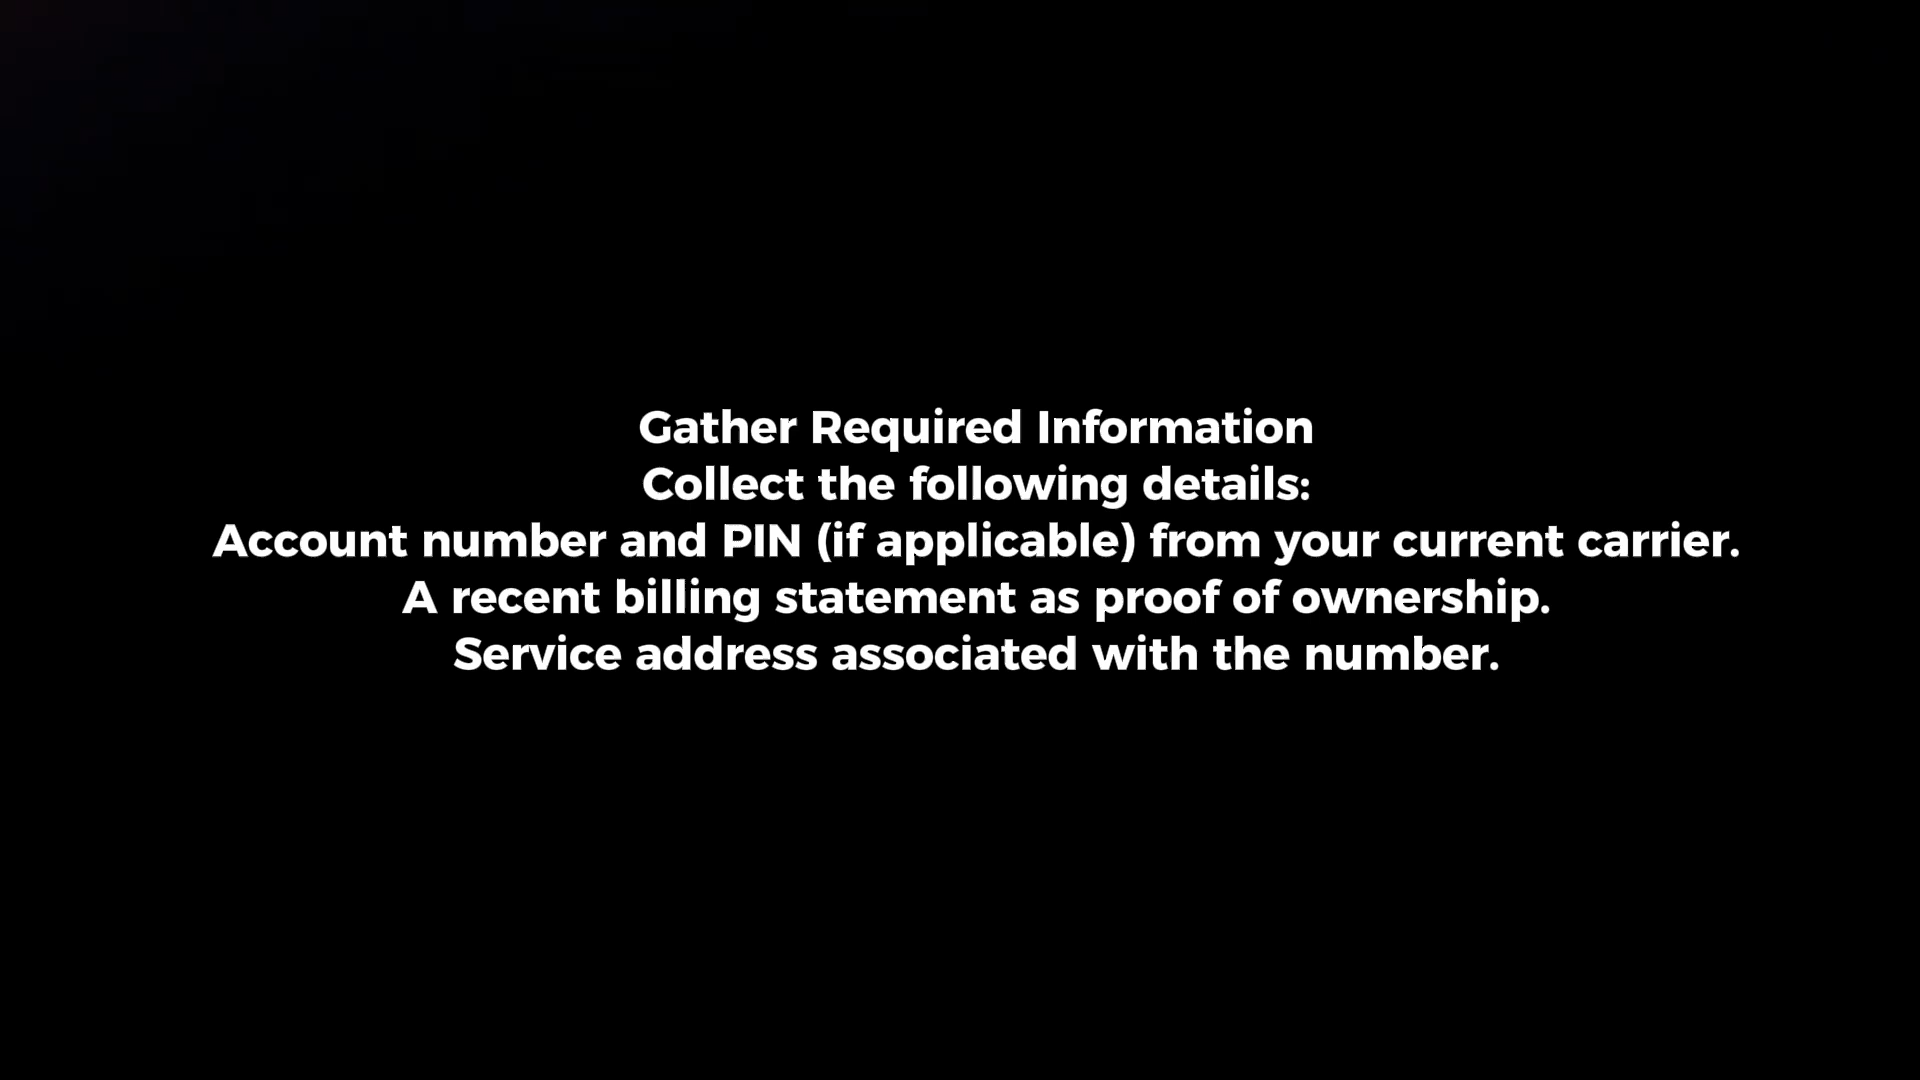 Gather Required Information
Collect the following details:
Account number and PIN (if applicable) from your current carrier.
A recent billing statement as proof of ownership.
Service address associated with the number.